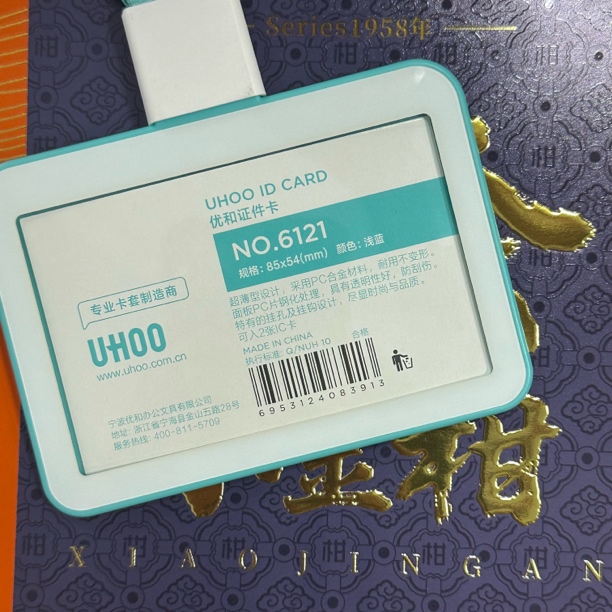 Series1958年
UHOO ID CARD
优和证件卡
NO.6121
规格：85x54(mm) 颜色：浅蓝
超薄型设计，采用PC合金材料，耐用不变形。
面板PC片钢化处理，具有透明性好，防刮伤。
特有的挂孔及挂钩设计，尽显时尚与品质。
可入2张IC卡
MADE IN CHINA
执行标准：Q/NUH 10 合格
6953124083913
专业卡套制造商
UHOO
www.uhoo.com.cn
宁波优和办公文具有限公司
地址：浙江省宁海县金山五路28号
服务热线：400-811-5709
金柑
XIAOJINGAN